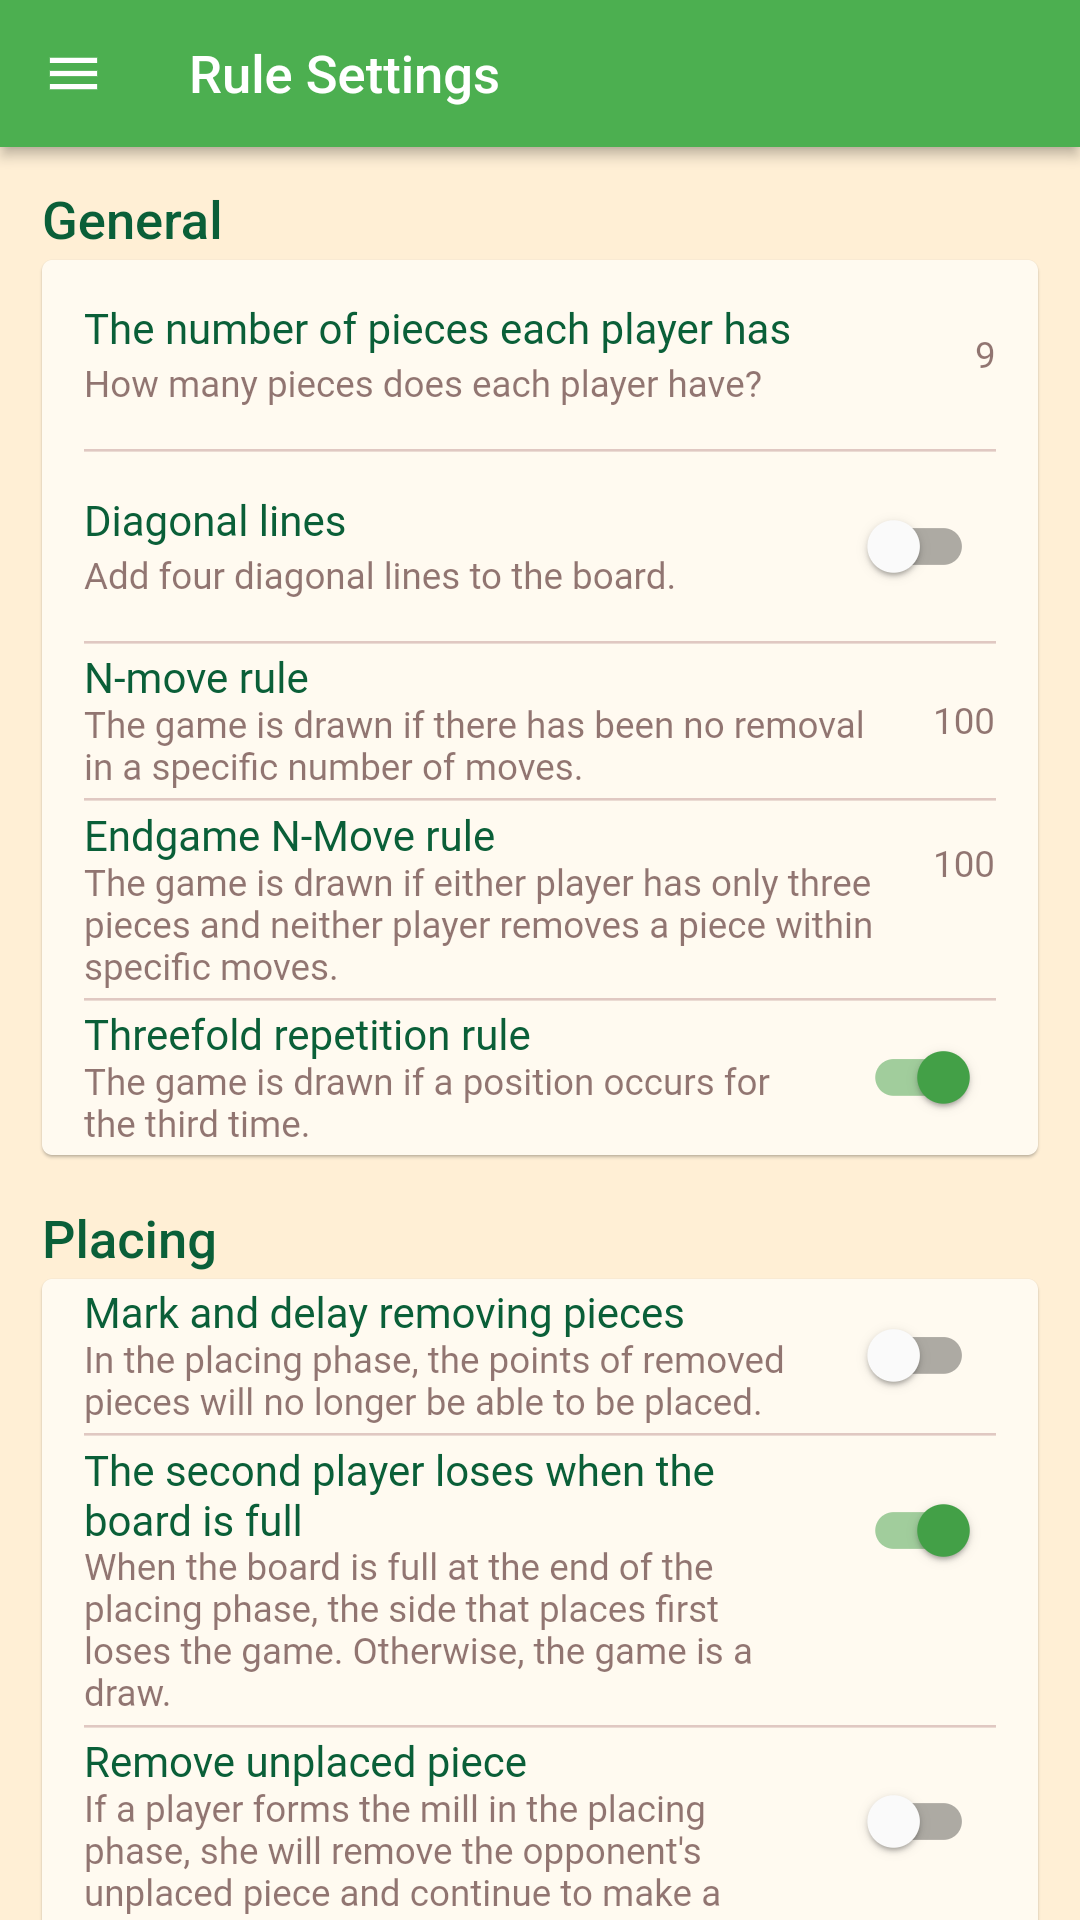 Rule Settings
General
The number of pieces each player has
How many pieces does each player have?
9
Diagonal lines
Add four diagonal lines to the board.
N-move rule
The game is drawn if there has been no removal
in a specific number of moves.
100
Endgame N-Move rule
The game is drawn if either player has only three
pieces and neither player removes a piece within
specific moves.
100
Threefold repetition rule
The game is drawn if a position occurs for
the third time.
Placing
Mark and delay removing pieces
In the placing phase, the points of removed
pieces will no longer be able to be placed.
The second player loses when the
board is full
When the board is full at the end of the
placing phase, the side that places first
loses the game. Otherwise, the game is a
draw.
Remove unplaced piece
If a player forms the mill in the placing
phase, she will remove the opponent's
unplaced piece and continue to make a